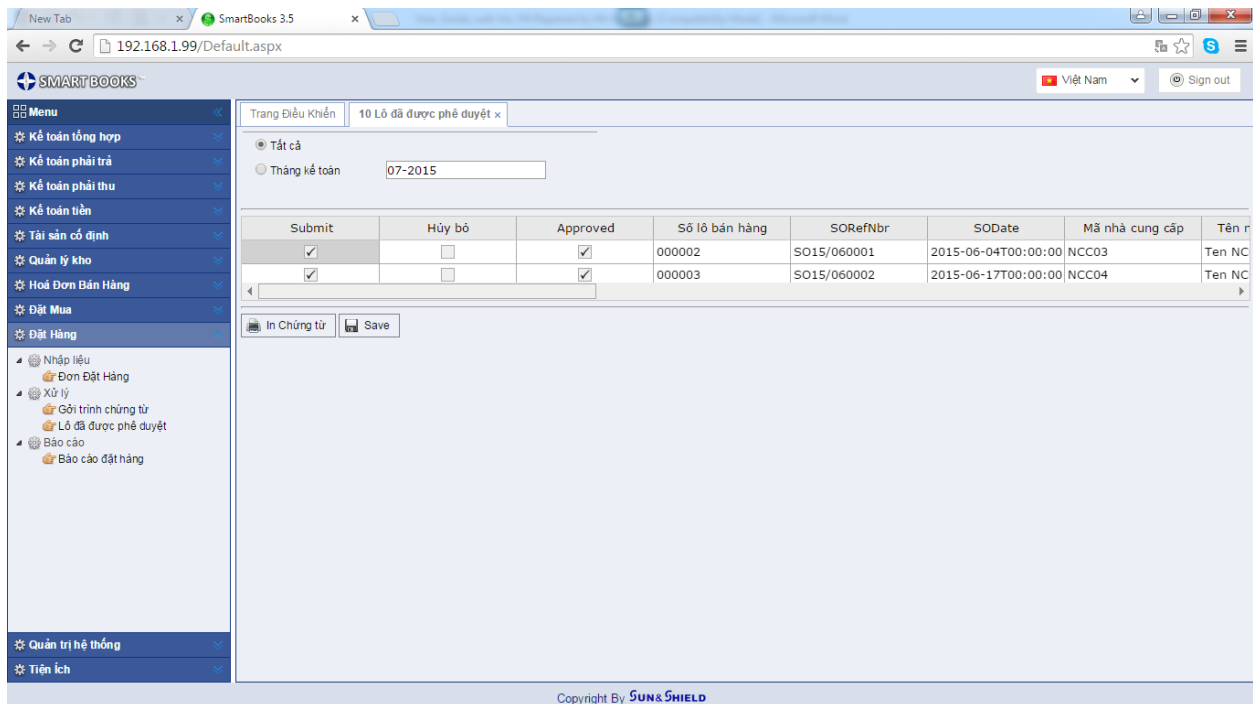 New Tab
SmartBooks 3.5
192.168.1.99/Default.aspx
SMART BOOKS
Việt Nam
Sign out
Menu
Kế toán tổng hợp
Kế toán phải trả
Kế toán phải thu
Kế toán tiền
Tài sản cố định
Quản lý kho
Hoá Đơn Bán Hàng
Đặt Mua
Đặt Hàng
Nhập liệu
Đơn Đặt Hàng
Xử lý
Gởi trình chứng từ
Lô đã được phê duyệt
Báo cáo
Báo cáo đặt hàng
Quản trị hệ thống
Tiện Ích
Trang Điều Khiển
10 Lô đã được phê duyệt x
Tất cả
Tháng kế toán 07-2015
Submit Hủy bỏ Approved Số lô bán hàng SORefNbr SODate Mã nhà cung cấp Tên
000002 SO15/060001 2015-06-04T00:00:00 NCC03 Ten NC
000003 SO15/060002 2015-06-17T00:00:00 NCC04 Ten NC
In Chứng từ Save
Copyright By SUN & SHIELD